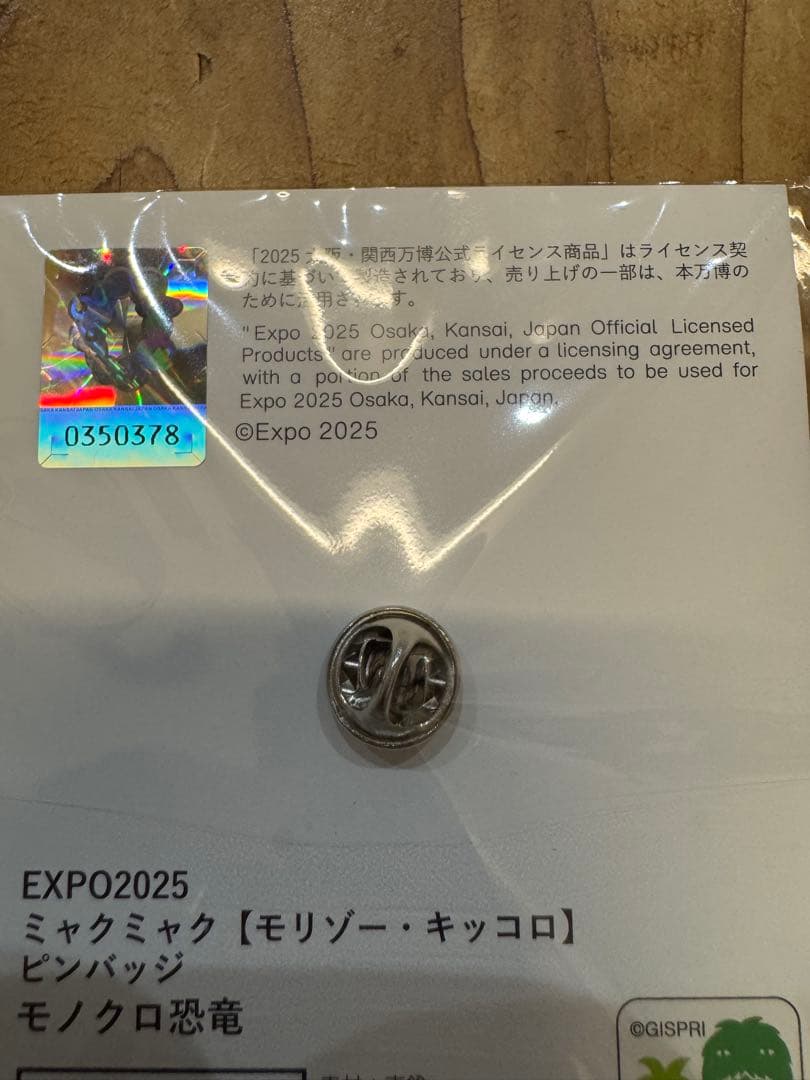 「2025 大阪・関西万博公式ライセンス商品」はライセンス契
約に基づいて製造されており、売り上げの一部は、本万博の
ために活用されます。
"Expo 2025 Osaka, Kansai, Japan Official Licensed
Products" are produced under a licensing agreement,
with a portion of the sales proceeds to be used for
Expo 2025 Osaka, Kansai, Japan.
©Expo 2025
0350378
EXPO2025
ミャクミャク【モリゾー・キッコロ】
ピンバッジ
モノクロ恐竜
©GISPRI